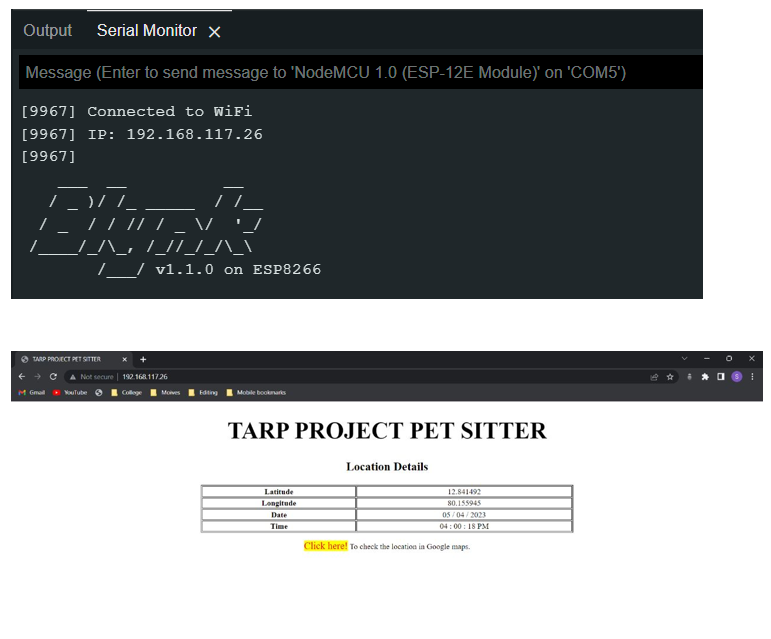 Output Serial Monitor
Message (Enter to send message to 'NodeMCU 1.0 (ESP-12E Module)' on 'COM5')
[9967] Connected to WiFi
[9967] IP: 192.168.117.26
[9967]
    ___  __          __
   / _ )/ /_ _____  / /__
  / _  / / // / _ \/  '_/
 /____/_/\_, /_//_/_/\_\
        /___/ v1.1.0 on ESP8266
TARP PROJECT PET SITTER
Not secure | 192.168.117.26
Gmail YouTube College Moives Editing Mobile bookmarks
TARP PROJECT PET SITTER
Location Details
Latitude 12.841492
Longitude 80.155945
Date 05 / 04 / 2023
Time 04 : 00 : 18 PM
Click here! To check the location in Google maps.